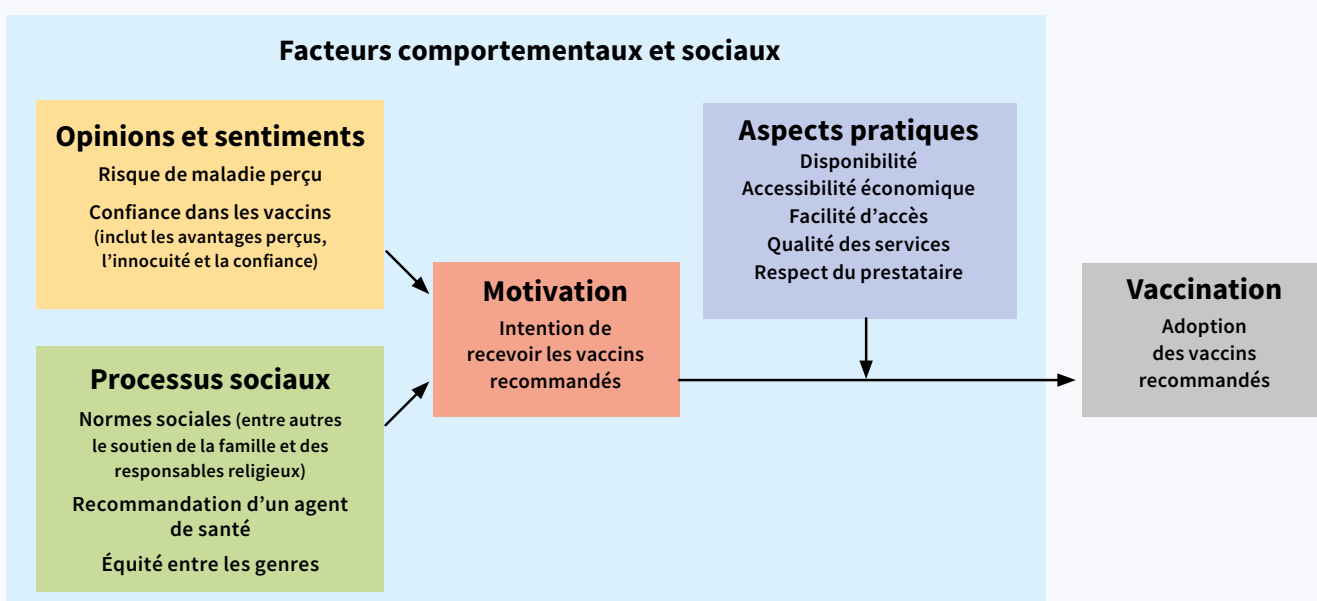 Facteurs comportementaux et sociaux
Opinions et sentiments
Risque de maladie perçu
Confiance dans les vaccins
(inclut les avantages perçus,
l’innocuité et la confiance)
Processus sociaux
Normes sociales (entre autres
le soutien de la famille et des
responsables religieux)
Recommandation d’un agent
de santé
Équité entre les genres
Motivation
Intention de
recevoir les vaccins
recommandés
Aspects pratiques
Disponibilité
Accessibilité économique
Facilité d’accès
Qualité des services
Respect du prestataire
Vaccination
Adoption
des vaccins
recommandés